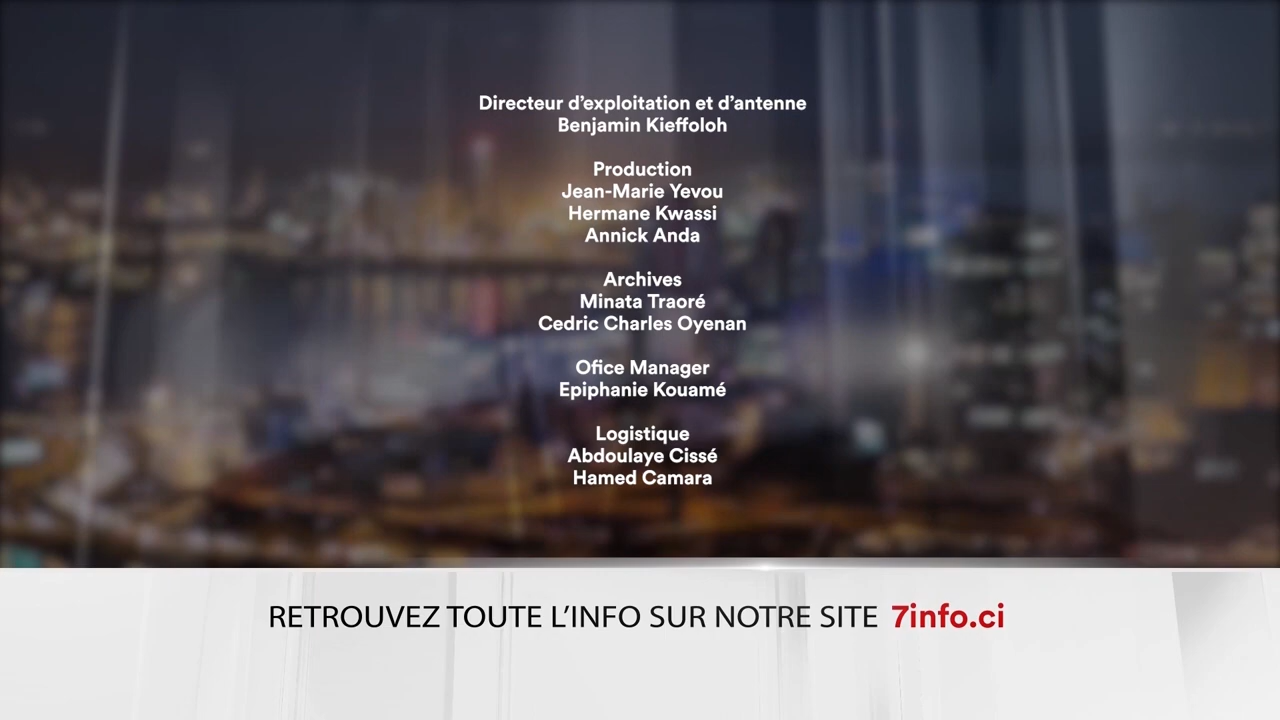 Directeur d’exploitation et d’antenne
Benjamin Kieffoloh
Production
Jean-Marie Yevou
Hermane Kwassi
Annick Anda
Archives
Minata Traoré
Cedric Charles Oyenan
Ofice Manager
Epiphanie Kouamé
Logistique
Abdoulaye Cissé
Hamed Camara
RETROUVEZ TOUTE L’INFO SUR NOTRE SITE 7info.ci